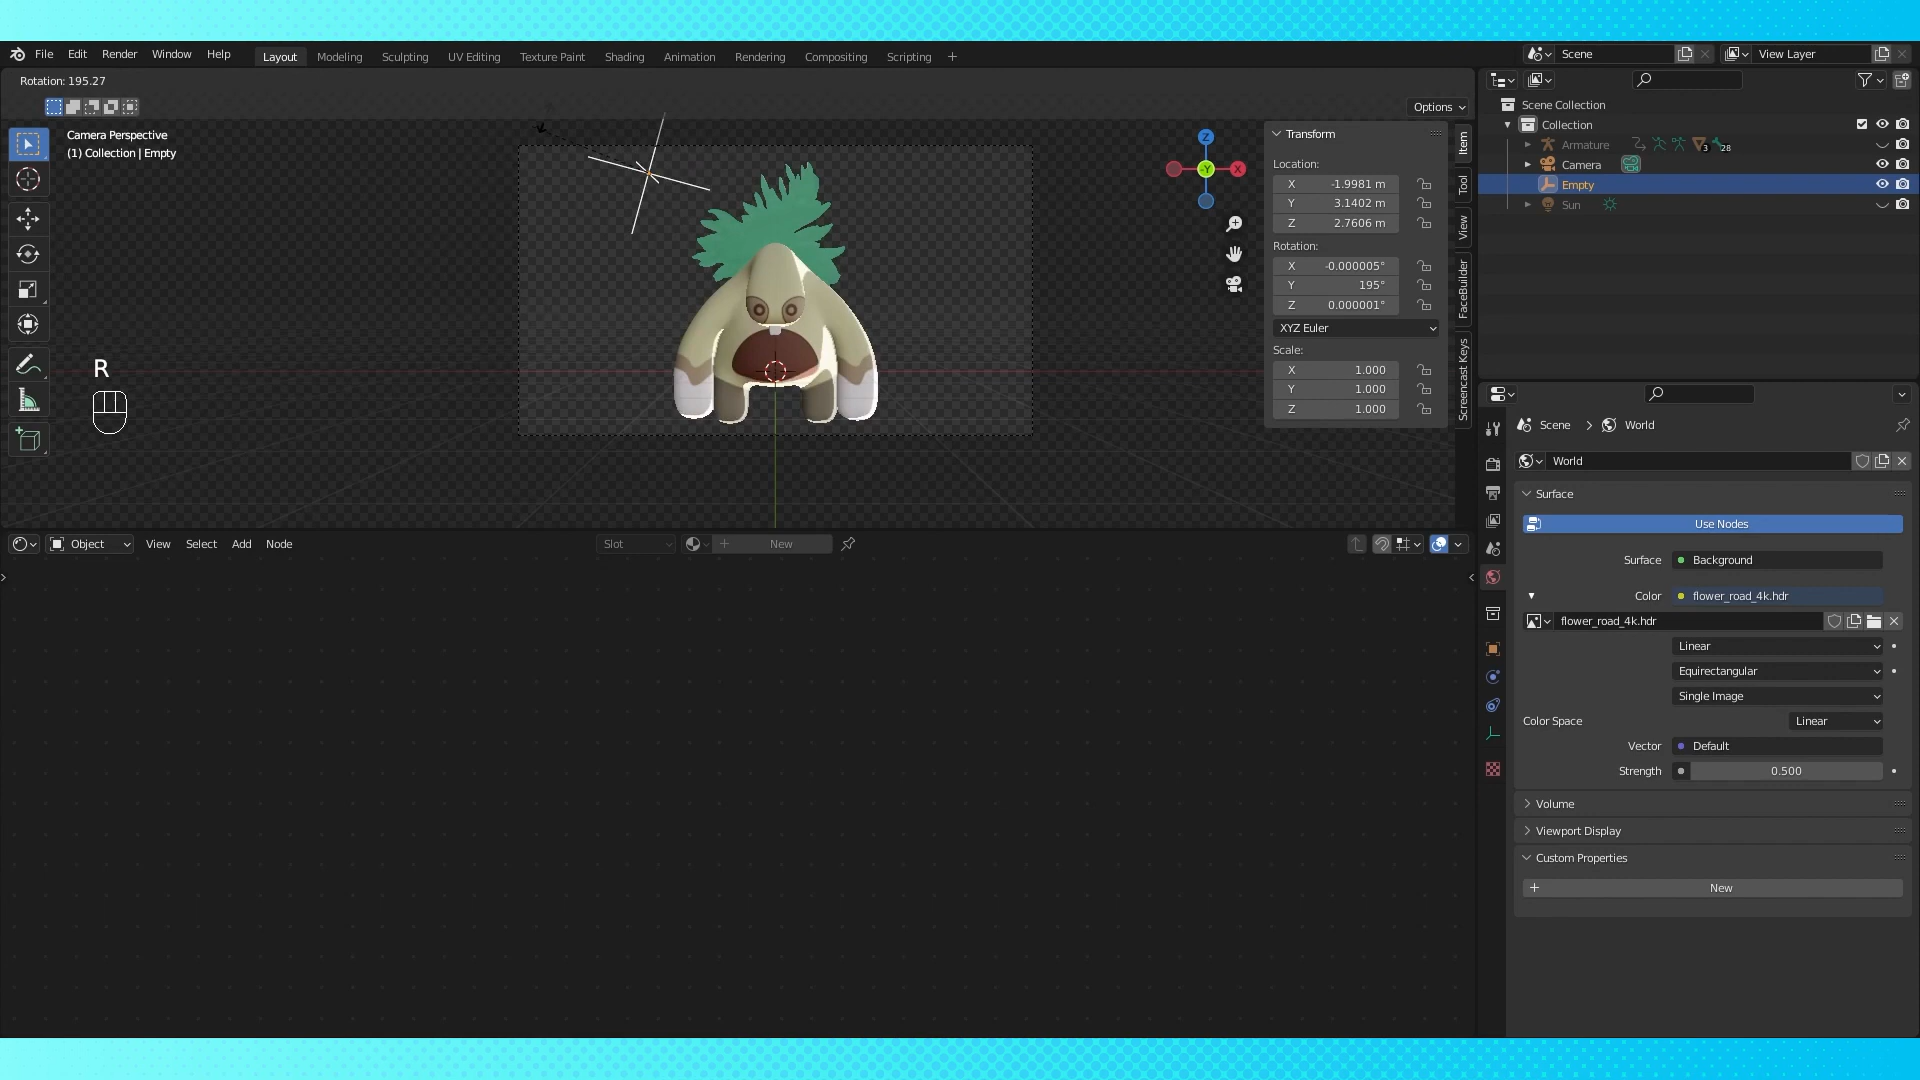 File Edit Render Window Help Layout Modeling Sculpting UV Editing Texture Paint Shading Animation Rendering Compositing Scripting + Scene View Layer
Rotation: 195.27
Options
Camera Perspective
(1) Collection | Empty
R
Z
Y
X
Transform
Location:
X -1.9981 m
Y 3.1402 m
Z 2.7606 m
Rotation:
X -0.000005°
Y 195°
Z 0.000001°
XYZ Euler
Scale:
X 1.000
Y 1.000
Z 1.000
Item
Tool
View
FaceBuilder
Screencast Keys
Scene Collection
Collection
Armature 3 28
Camera
Empty
Sun
Scene > World
World
Surface
Use Nodes
Surface Background
Color flower_road_4k.hdr
flower_road_4k.hdr
Linear
Equirectangular
Single Image
Color Space Linear
Vector Default
Strength 0.500
Volume
Viewport Display
Custom Properties
+ New
Object View Select Add Node Slot + New